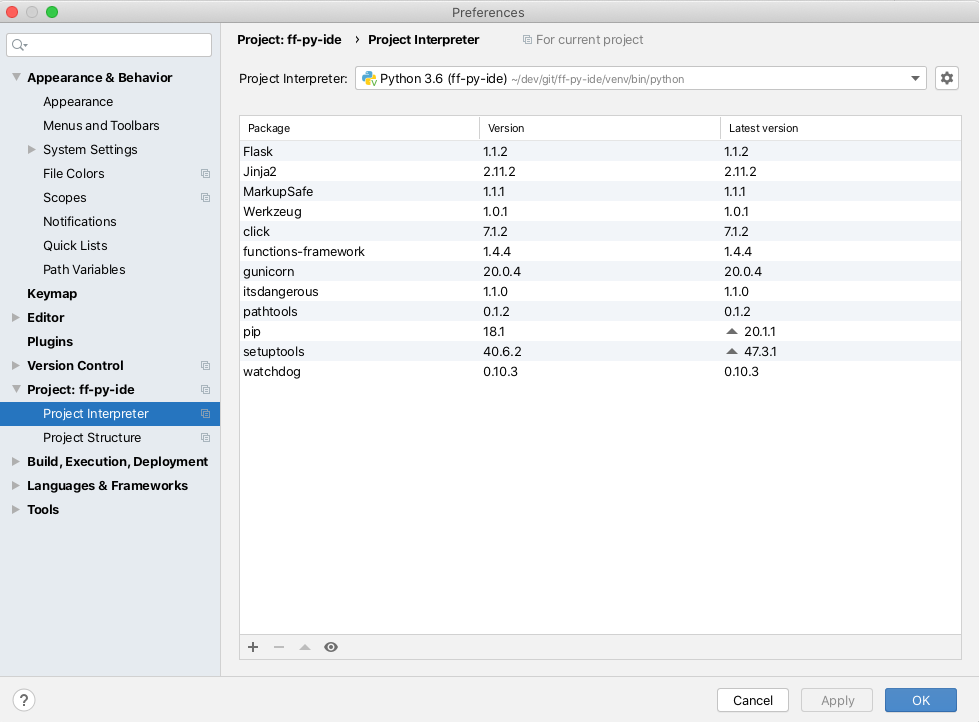 Preferences
Appearance & Behavior
Appearance
Menus and Toolbars
System Settings
File Colors
Scopes
Notifications
Quick Lists
Path Variables
Keymap
Editor
Plugins
Version Control
Project: ff-py-ide
Project Interpreter
Project Structure
Build, Execution, Deployment
Languages & Frameworks
Tools
Project: ff-py-ide › Project Interpreter For current project
Project Interpreter: Python 3.6 (ff-py-ide) ~/dev/git/ff-py-ide/venv/bin/python
Package Version Latest version
Flask 1.1.2 1.1.2
Jinja2 2.11.2 2.11.2
MarkupSafe 1.1.1 1.1.1
Werkzeug 1.0.1 1.0.1
click 7.1.2 7.1.2
functions-framework 1.4.4 1.4.4
gunicorn 20.0.4 20.0.4
itsdangerous 1.1.0 1.1.0
pathtools 0.1.2 0.1.2
pip 18.1 20.1.1
setuptools 40.6.2 47.3.1
watchdog 0.10.3 0.10.3
? Cancel Apply OK